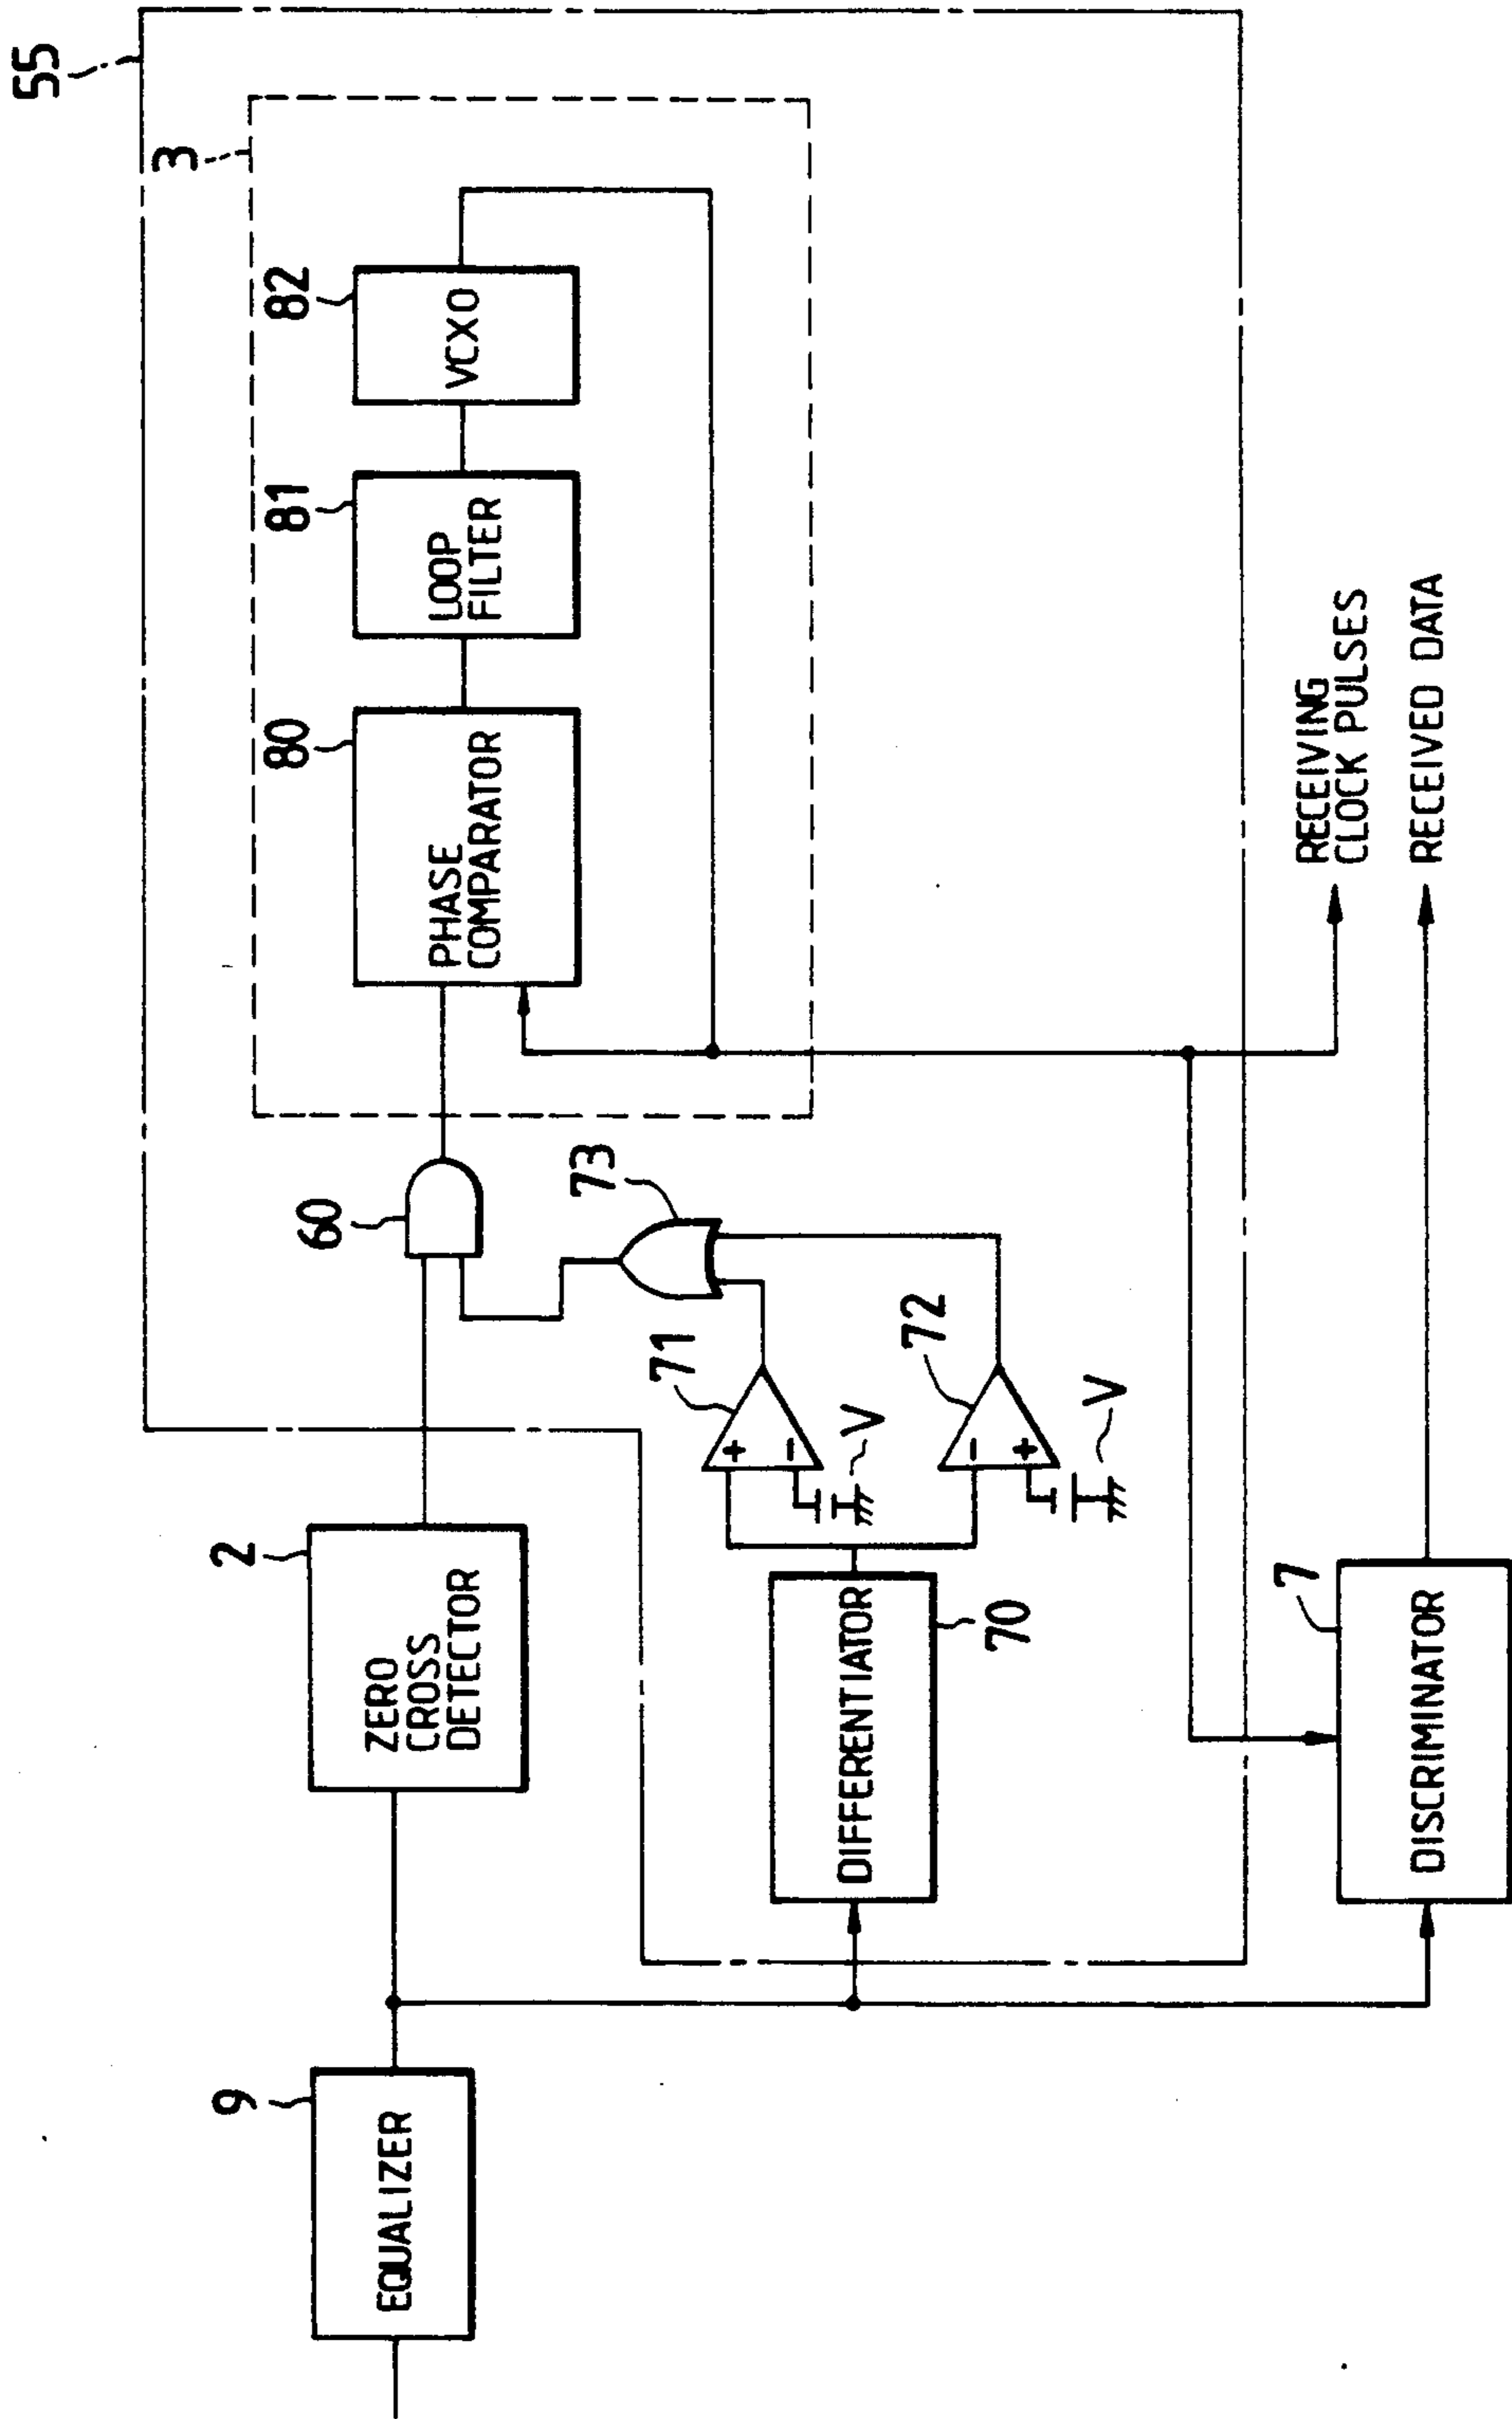 55
3
80
81
82
PHASE
COMPARATOR
LOOP
FILTER
VCXO
60
73
9
2
EQUALIZER
ZERO
CROSS
DETECTOR
71
+
-
V
72
-
+
V
DIFFERENTIATOR
70
7
DISCRIMINATOR
RECEIVING
CLOCK PULSES
RECEIVED DATA